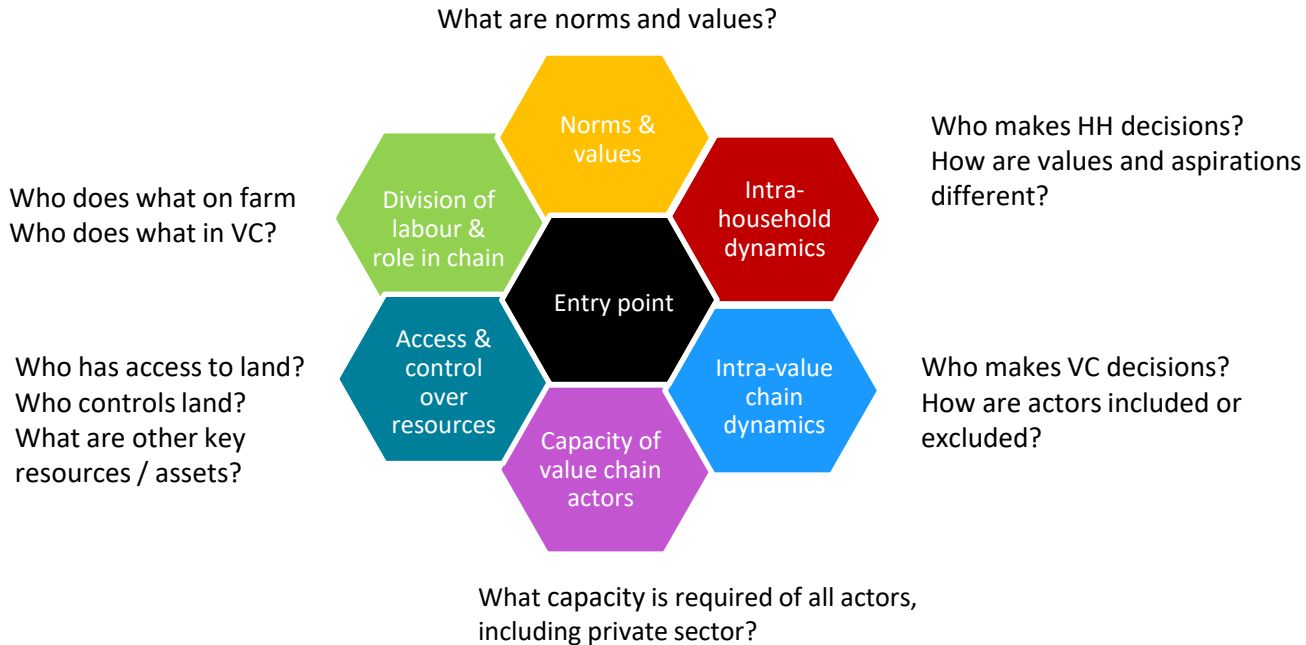 What are norms and values?
Norms &
values
Who makes HH decisions?
How are values and aspirations
different?
Intra-
household
dynamics
Who does what on farm
Who does what in VC?
Division of
labour &
role in chain
Entry point
Access &
control
over
resources
Who has access to land?
Who controls land?
What are other key
resources / assets?
Intra-value
chain
dynamics
Who makes VC decisions?
How are actors included or
excluded?
Capacity of
value chain
actors
What capacity is required of all actors,
including private sector?